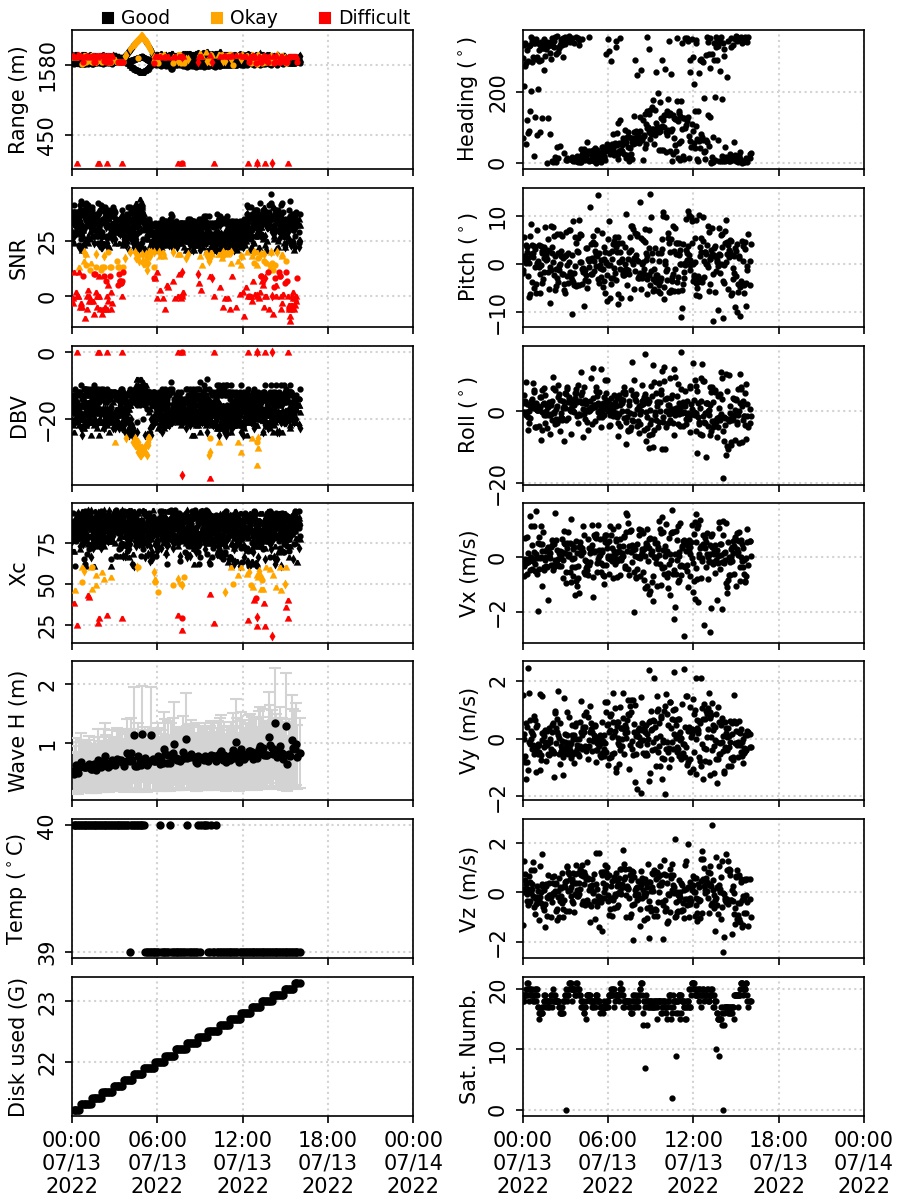 Good Okay Difficult
Range (m)
1580
450
Heading (°)
200
0
SNR
25
0
Pitch (°)
10
0
−10
DBV
0
−20
Roll (°)
0
−20
Xc
75
50
25
Vx (m/s)
0
−2
Wave H (m)
2
1
Vy (m/s)
2
0
−2
Temp (°C)
40
39
Vz (m/s)
2
0
−2
Disk used (G)
23
22
Sat. Numb.
20
10
0
00:00 06:00 12:00 18:00 00:00
07/13 07/13 07/13 07/13 07/14
2022 2022 2022 2022 2022
00:00 06:00 12:00 18:00 00:00
07/13 07/13 07/13 07/13 07/14
2022 2022 2022 2022 2022